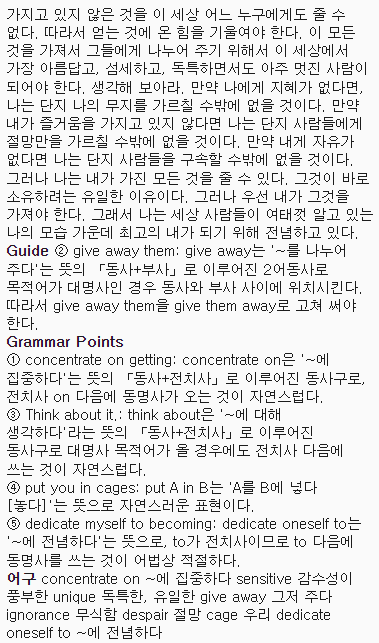 가지고 있지 않은 것을 이 세상 어느 누구에게도 줄 수
없다. 따라서 얻는 것에 온 힘을 기울여야 한다. 이 모든
것을 가져서 그들에게 나누어 주기 위해서 이 세상에서
가장 아름답고, 섬세하고, 독특하면서도 아주 멋진 사람이
되어야 한다. 생각해 보아라, 만약 나에게 지혜가 없다면,
나는 단지 나의 무지를 가르칠 수밖에 없을 것이다. 만약
내가 즐거움을 가지고 있지 않다면 나는 단지 사람들에게
절망만을 가르칠 수밖에 없을 것이다. 만약 내게 자유가
없다면 나는 단지 사람들을 구속할 수밖에 없을 것이다.
그러나 나는 내가 가진 모든 것을 줄 수 있다. 그것이 바로
소유하려는 유일한 이유이다. 그러나 우선 내가 그것을
가져야 한다. 그래서 나는 세상 사람들이 여태껏 알고 있는
나의 모습 가운데 최고의 내가 되기 위해 전념하고 있다.
Guide ② give away them: give away는 '~를 나누어
주다'는 뜻의 「동사+부사」로 이루어진 2어동사로
목적어가 대명사인 경우 동사와 부사 사이에 위치시킨다.
따라서 give away them을 give them away로 고쳐 써야
한다.
Grammar Points
① concentrate on getting: concentrate on은 '~에
집중하다'는 뜻의 「동사+전치사」로 이루어진 동사구로,
전치사 on 다음에 동명사가 오는 것이 자연스럽다.
③ Think about it,: think about은 '~에 대해
생각하다'라는 뜻의 「동사+전치사」로 이루어진
동사구로 대명사 목적어가 올 경우에도 전치사 다음에
쓰는 것이 자연스럽다.
④ put you in cages: put A in B는 'A를 B에 넣다
[놓다]'는 뜻으로 자연스러운 표현이다.
⑤ dedicate myself to becoming: dedicate oneself to는
'~에 전념하다'는 뜻으로, to가 전치사이므로 to 다음에
동명사를 쓰는 것이 어법상 적절하다.
어구 concentrate on ~에 집중하다 sensitive 감수성이
풍부한 unique 독특한, 유일한 give away 그저 주다
ignorance 무식함 despair 절망 cage 우리 dedicate
oneself to ~에 전념하다